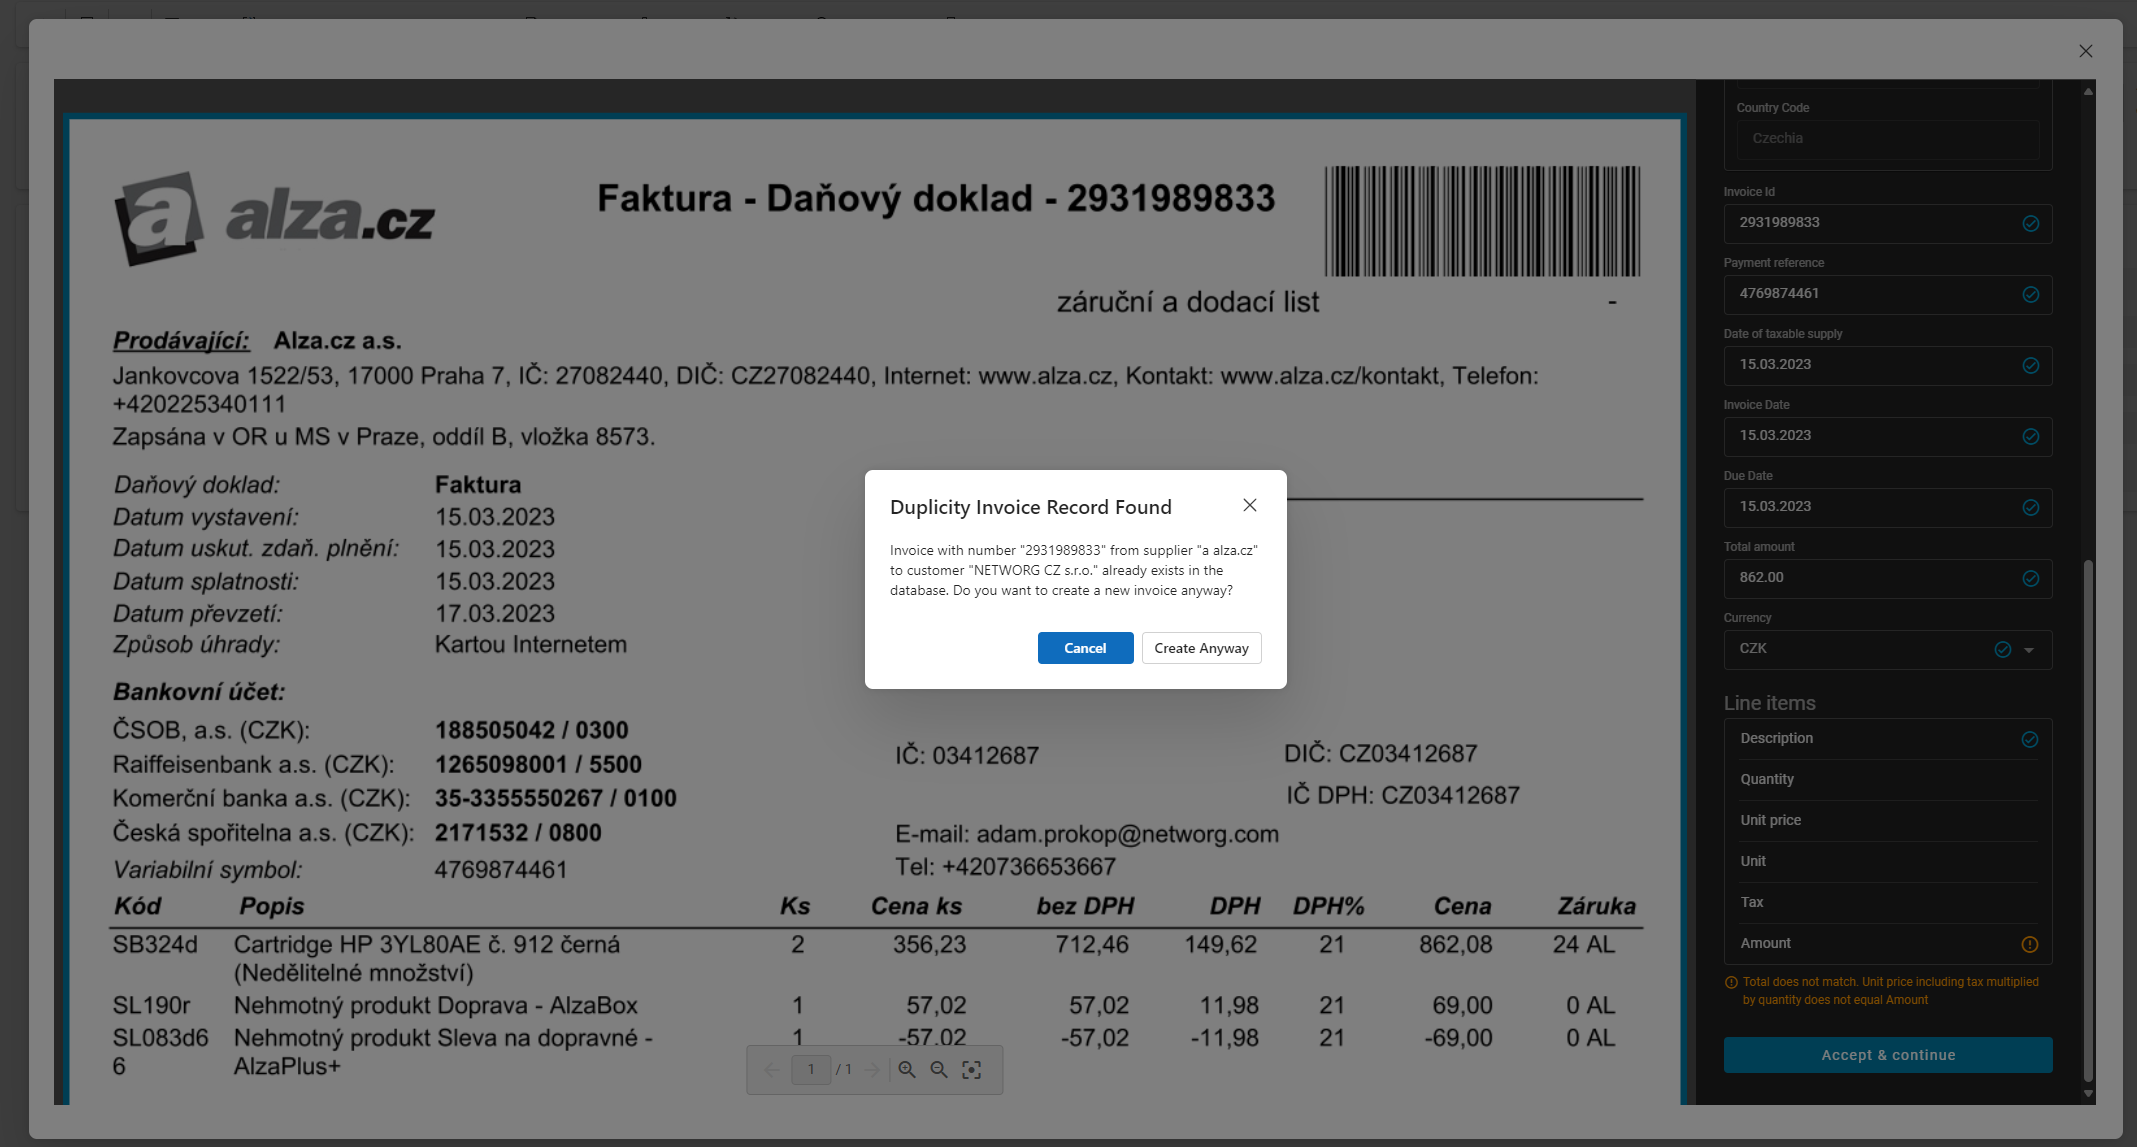 a alza.cz
Faktura - Daňový doklad - 2931989833
záruční a dodací list -
Prodávající: Alza.cz a.s.
Jankovcova 1522/53, 17000 Praha 7, IČ: 27082440, DIČ: CZ27082440, Internet: www.alza.cz, Kontakt: www.alza.cz/kontakt, Telefon:
+420225340111
Zapsána v OR u MS v Praze, oddíl B, vložka 8573.
Daňový doklad: Faktura
Datum vystavení: 15.03.2023
Datum uskut. zdaň. plnění: 15.03.2023
Datum splatnosti: 15.03.2023
Datum převzetí: 17.03.2023
Způsob úhrady: Kartou Internetem
Bankovní účet:
ČSOB, a.s. (CZK): 188505042 / 0300
Raiffeisenbank a.s. (CZK): 1265098001 / 5500
Komerční banka a.s. (CZK): 35-3355550267 / 0100
Česká spořitelna a.s. (CZK): 2171532 / 0800
Variabilní symbol: 4769874461
IČ: 03412687 DIČ: CZ03412687
IČ DPH: CZ03412687
E-mail: adam.prokop@networg.com
Tel: +420736653667
Kód Popis Ks Cena ks bez DPH DPH DPH% Cena Záruka
SB324d Cartridge HP 3YL80AE č. 912 černá 2 356,23 712,46 149,62 21 862,08 24 AL
(Nedělitelné množství)
SL190r Nehmotný produkt Doprava - AlzaBox 1 57,02 57,02 11,98 21 69,00 0 AL
SL083d6 Nehmotný produkt Sleva na dopravné - 1 -57,02 -57,02 -11,98 21 -69,00 0 AL
6 AlzaPlus+
1 / 1
Duplicity Invoice Record Found
Invoice with number "2931989833" from supplier "a alza.cz"
to customer "NETWORG CZ s.r.o." already exists in the
database. Do you want to create a new invoice anyway?
Cancel Create Anyway
Country Code
Czechia
Invoice Id
2931989833
Payment reference
4769874461
Date of taxable supply
15.03.2023
Invoice Date
15.03.2023
Due Date
15.03.2023
Total amount
862.00
Currency
CZK
Line items
Description
Quantity
Unit price
Unit
Tax
Amount
Total does not match. Unit price including tax multiplied
by quantity does not equal Amount
Accept & continue